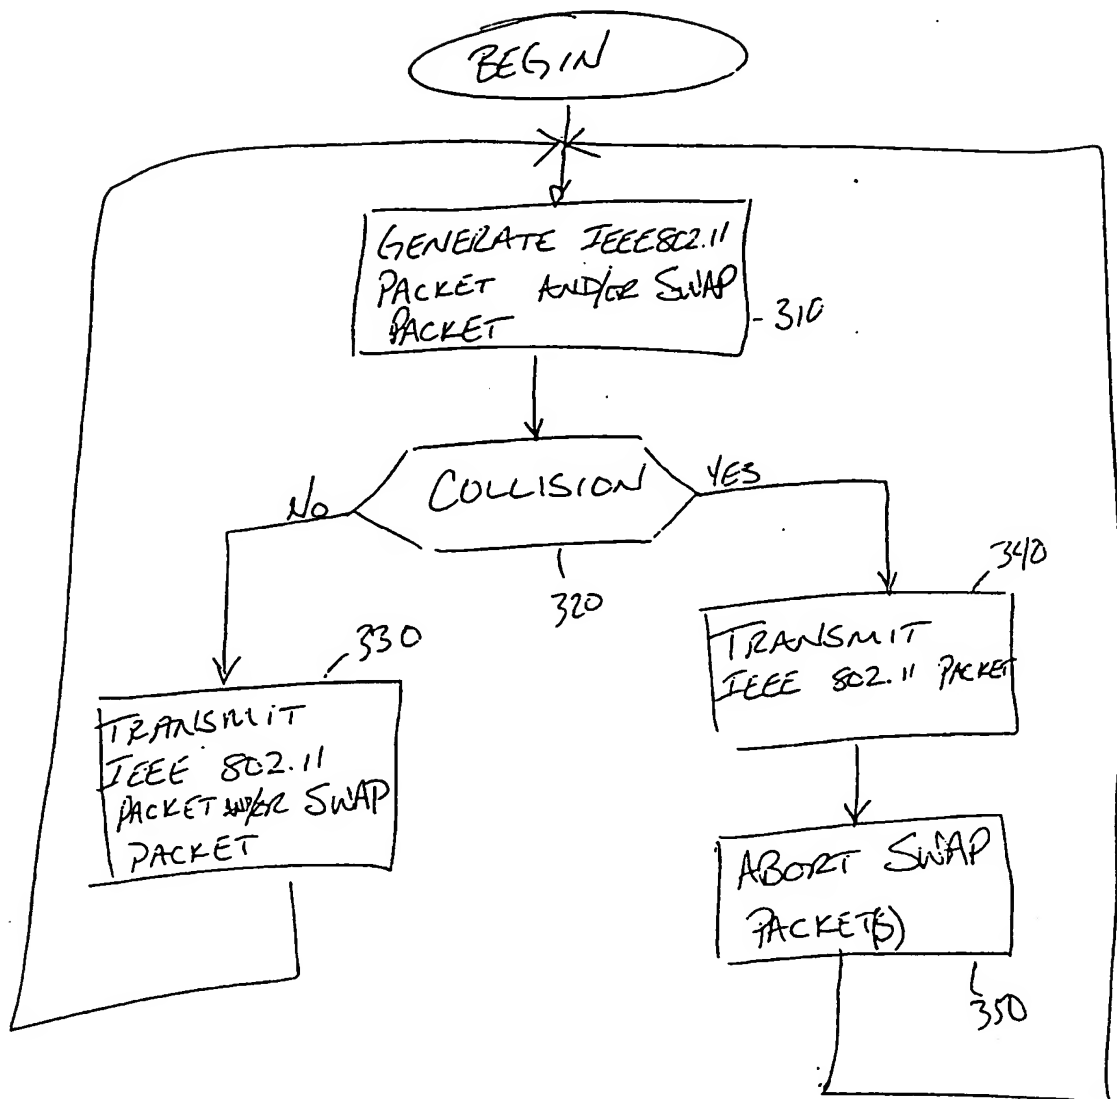 BEGIN
GENERATE IEEE802.11
PACKET AND/OR SWAP
PACKET
- 310
COLLISION
No
YES
320
340
330
TRANSMIT
IEEE 802.11 PACKET
TRANSMIT
IEEE 802.11
PACKET AND/OR SWAP
PACKET
ABORT SWAP
PACKET(S)
350